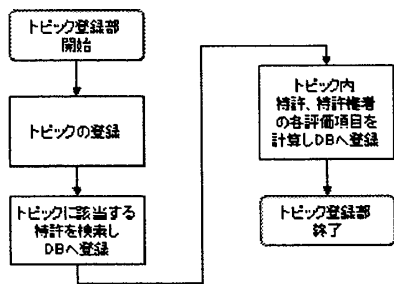 トピック登録部
開始
トピックの登録
トピックに該当する
特許を検索し
DBへ登録
トピック内
特許、特許権者
の各評価項目を
計算しDBへ登録
トピック登録部
終了